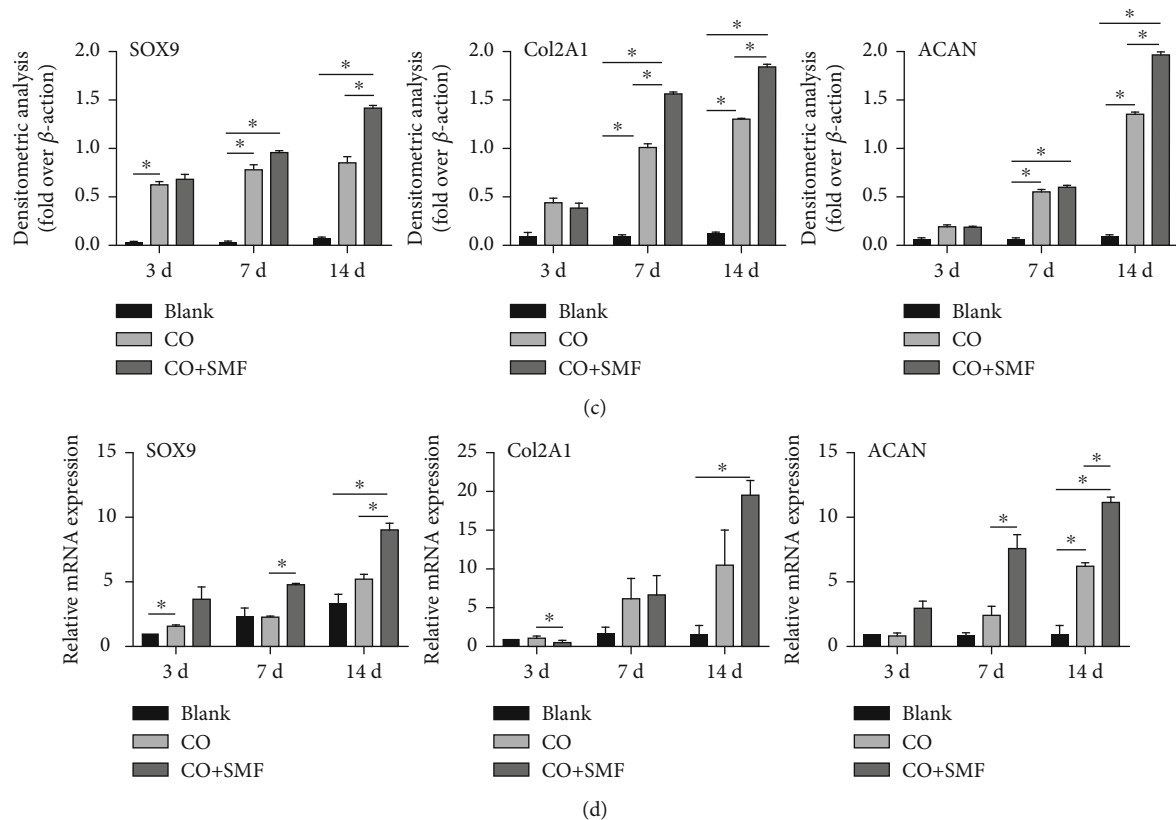 SOX9
Densitometric analysis
(fold over β-action)
2.0
1.5
1.0
0.5
0.0
*
*
*
*
*
3 d
7 d
14 d
Blank
CO
CO+SMF
Col2A1
Densitometric analysis
(fold over β-action)
2.0
1.5
1.0
0.5
0.0
*
*
*
*
*
*
3 d
7 d
14 d
Blank
CO
CO+SMF
ACAN
Densitometric analysis
(fold over β-action)
2.0
1.5
1.0
0.5
0.0
*
*
*
*
*
3 d
7 d
14 d
Blank
CO
CO+SMF
(c)
SOX9
Relative mRNA expression
15
10
5
0
*
*
*
*
3 d
7 d
14 d
Blank
CO
CO+SMF
Col2A1
Relative mRNA expression
25
20
15
10
5
0
*
*
3 d
7 d
14 d
Blank
CO
CO+SMF
ACAN
Relative mRNA expression
15
10
5
0
*
*
*
*
3 d
7 d
14 d
Blank
CO
CO+SMF
(d)